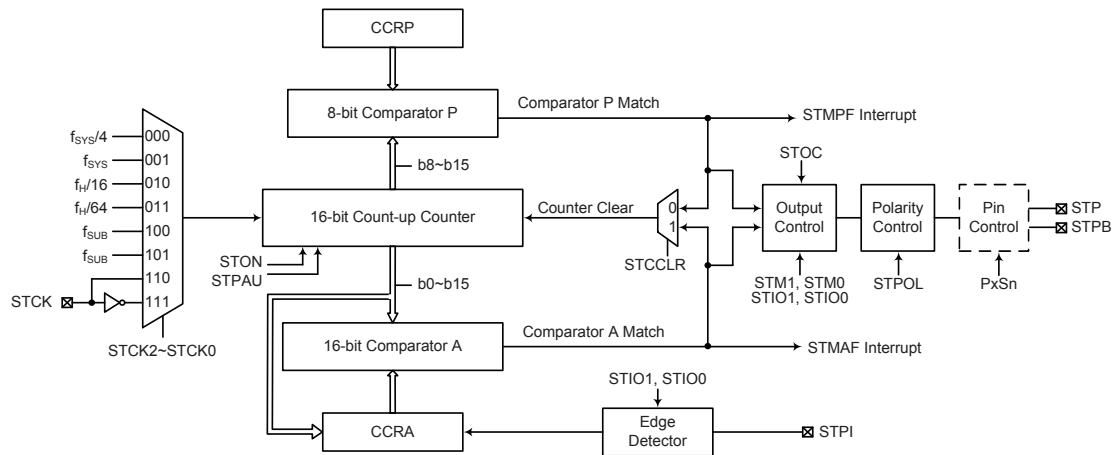 CCRP
8-bit Comparator P
Comparator P Match
STMPF Interrupt
b8~b15
fSYS/4
000
fSYS
001
fH/16
010
fH/64
011
fSUB
100
fSUB
101
110
111
STCK
STCK2~STCK0
16-bit Count-up Counter
STON
STPAU
Counter Clear
0
1
STCCLR
STOC
Output
Control
STM1, STM0
STIO1, STIO0
Polarity
Control
STPOL
Pin
Control
PxSn
STP
STPB
b0~b15
16-bit Comparator A
Comparator A Match
STMAF Interrupt
STIO1, STIO0
CCRA
Edge
Detector
STPI